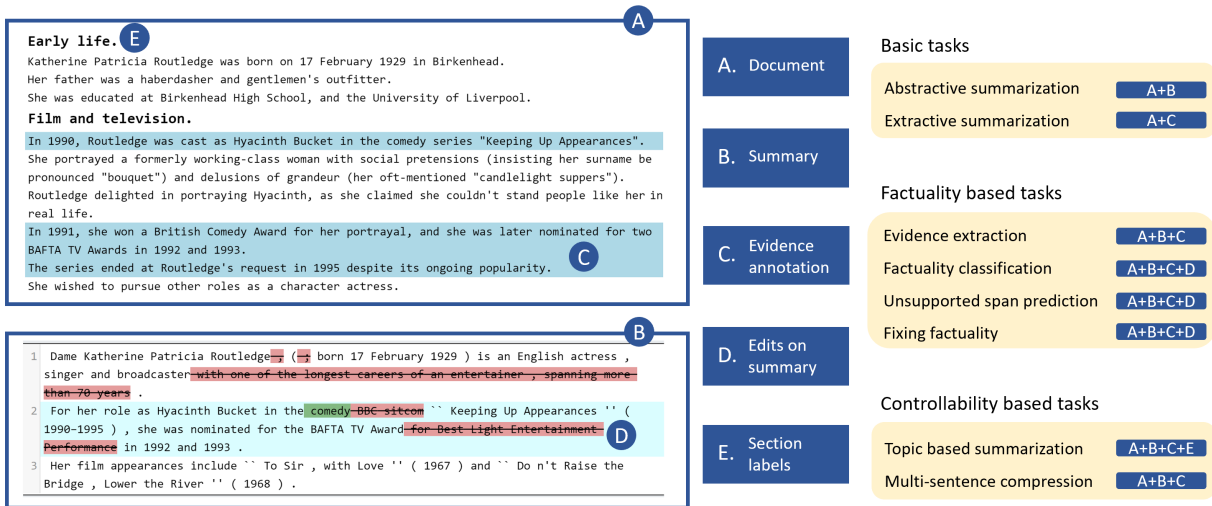 A
Early life.
E
Katherine Patricia Routledge was born on 17 February 1929 in Birkenhead.
Her father was a haberdasher and gentlemen's outfitter.
She was educated at Birkenhead High School, and the University of Liverpool.
Film and television.
In 1990, Routledge was cast as Hyacinth Bucket in the comedy series "Keeping Up Appearances".
She portrayed a formerly working-class woman with social pretensions (insisting her surname be
pronounced "bouquet") and delusions of grandeur (her oft-mentioned "candlelight suppers").
Routledge delighted in portraying Hyacinth, as she claimed she couldn't stand people like her in
real life.
In 1991, she won a British Comedy Award for her portrayal, and she was later nominated for two
BAFTA TV Awards in 1992 and 1993.
C
The series ended at Routledge's request in 1995 despite its ongoing popularity.
She wished to pursue other roles as a character actress.
B
1 Dame Katherine Patricia Routledge , ( ; born 17 February 1929 ) is an English actress ,
singer and broadcaster with one of the longest careers of an entertainer , spanning more
than 70 years .
2 For her role as Hyacinth Bucket in the comedy BBC sitcom `` Keeping Up Appearances '' (
1990–1995 ) , she was nominated for the BAFTA TV Award for Best Light Entertainment
D
Performance in 1992 and 1993 .
3 Her film appearances include `` To Sir , with Love '' ( 1967 ) and `` Do n't Raise the
Bridge , Lower the River '' ( 1968 ) .
A. Document
B. Summary
C. Evidence
annotation
D. Edits on
summary
E. Section
labels
Basic tasks
Abstractive summarization A+B
Extractive summarization A+C
Factuality based tasks
Evidence extraction A+B+C
Factuality classification A+B+C+D
Unsupported span prediction A+B+C+D
Fixing factuality A+B+C+D
Controllability based tasks
Topic based summarization A+B+C+E
Multi-sentence compression A+B+C